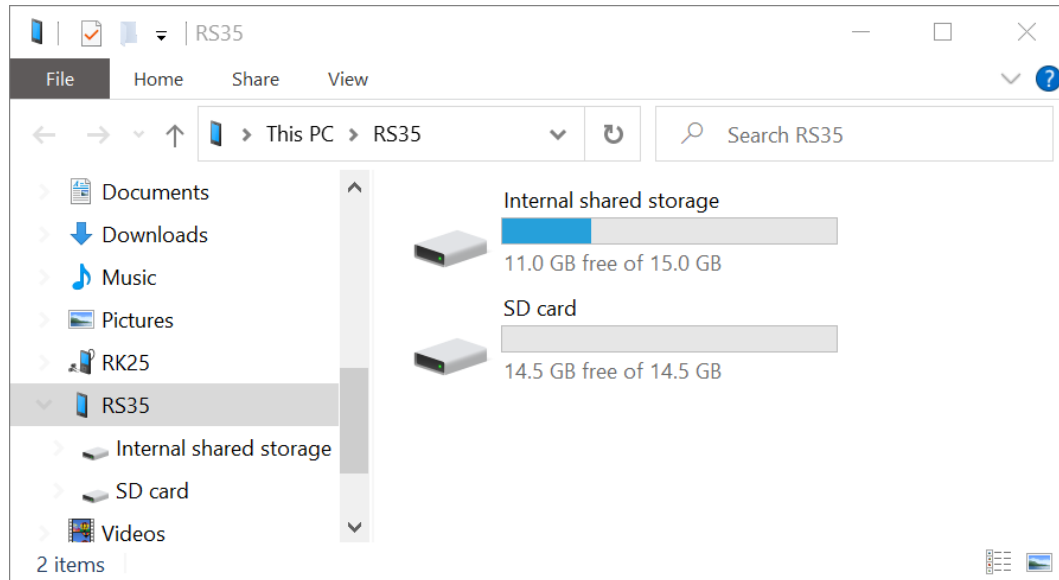 RS35
File Home Share View
?
This PC RS35
Search RS35
Documents
Downloads
Music
Pictures
RK25
RS35
Internal shared storage
SD card
Videos
Internal shared storage
11.0 GB free of 15.0 GB
SD card
14.5 GB free of 14.5 GB
2 items